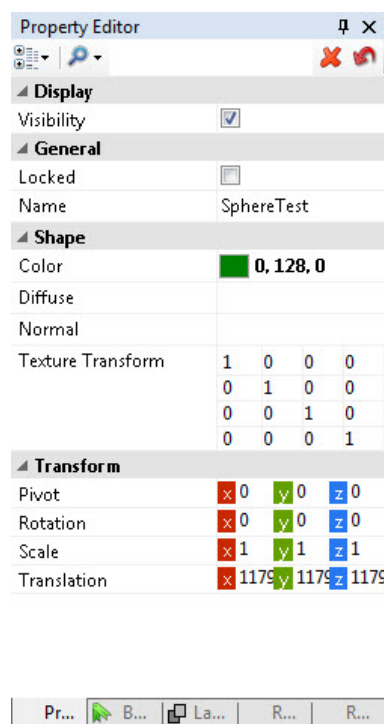 Property Editor
Display
Visibility
General
Locked
Name SphereTest
Shape
Color 0, 128, 0
Diffuse
Normal
Texture Transform 1 0 0 0
0 1 0 0
0 0 1 0
0 0 0 1
Transform
Pivot x 0 y 0 z 0
Rotation x 0 y 0 z 0
Scale x 1 y 1 z 1
Translation x 1179 y 1179 z 1179
Pr... B... La... R... R...